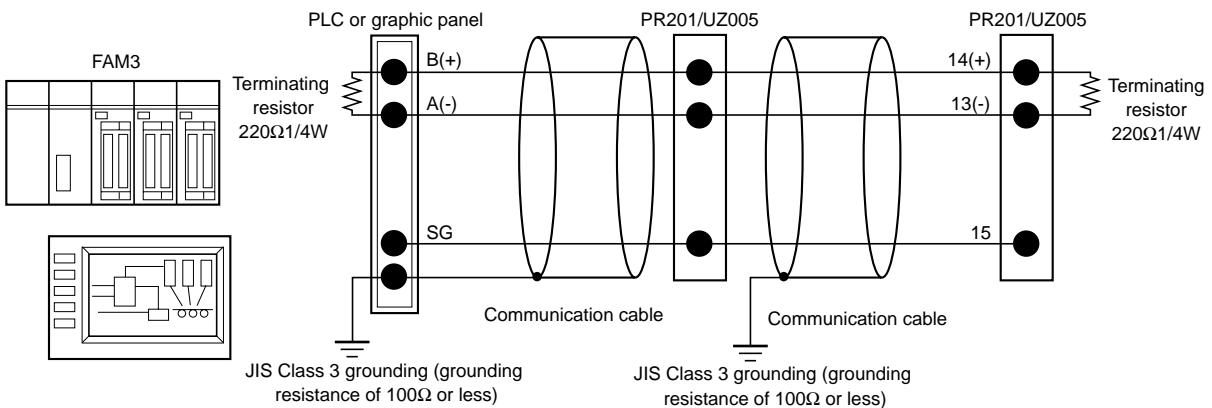 PLC or graphic panel
PR201/UZ005
PR201/UZ005
FAM3
B(+)
14(+)
Terminating
resistor
220Ω1/4W
A(-)
13(-)
Terminating
resistor
220Ω1/4W
SG
15
Communication cable
Communication cable
JIS Class 3 grounding (grounding
resistance of 100Ω or less)
JIS Class 3 grounding (grounding
resistance of 100Ω or less)